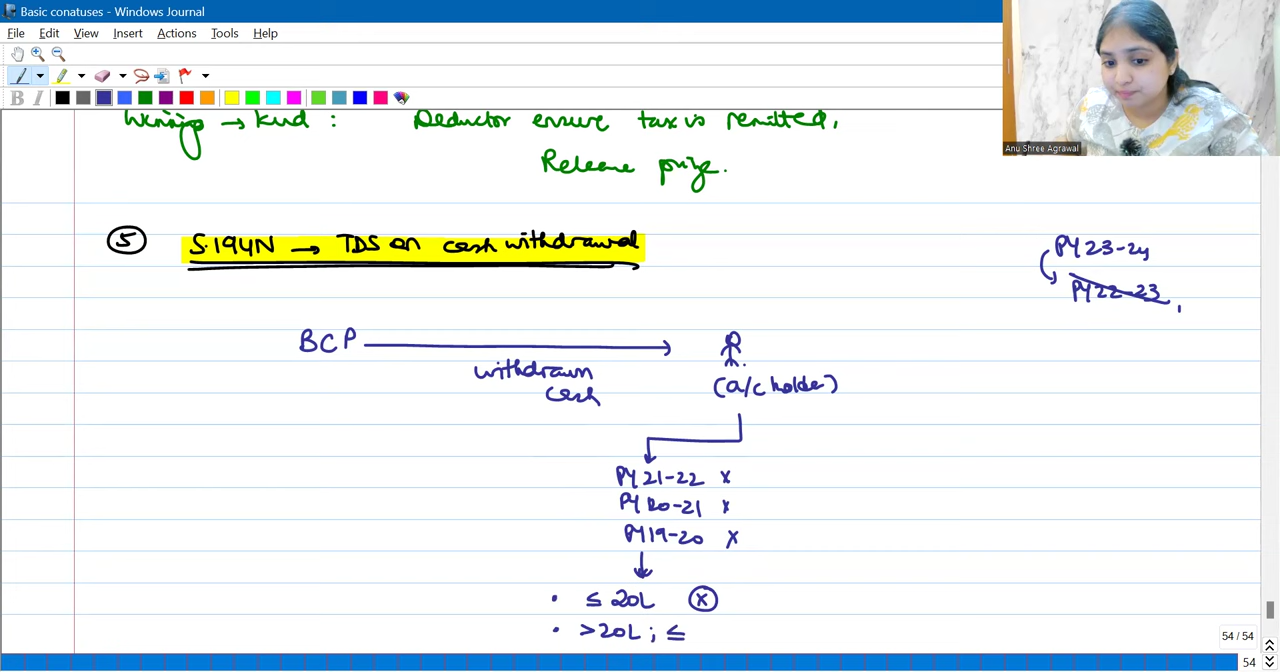 Basic conatuses - Windows Journal
File Edit View Insert Actions Tools Help
B I
Winnings → Kind : Deductor ensure tax is remitted,
Release prize.
Anu Shree Agrawal
5 S.194N → TDS on cash withdrawal
PY 23-24
PY 22-23
BCP
withdrawn
cash
(a/c holder)
PY 21-22 x
PY 20-21 x
PY 19-20 x
• ≤ 20L x
• >20L ; ≤
54 / 54
54